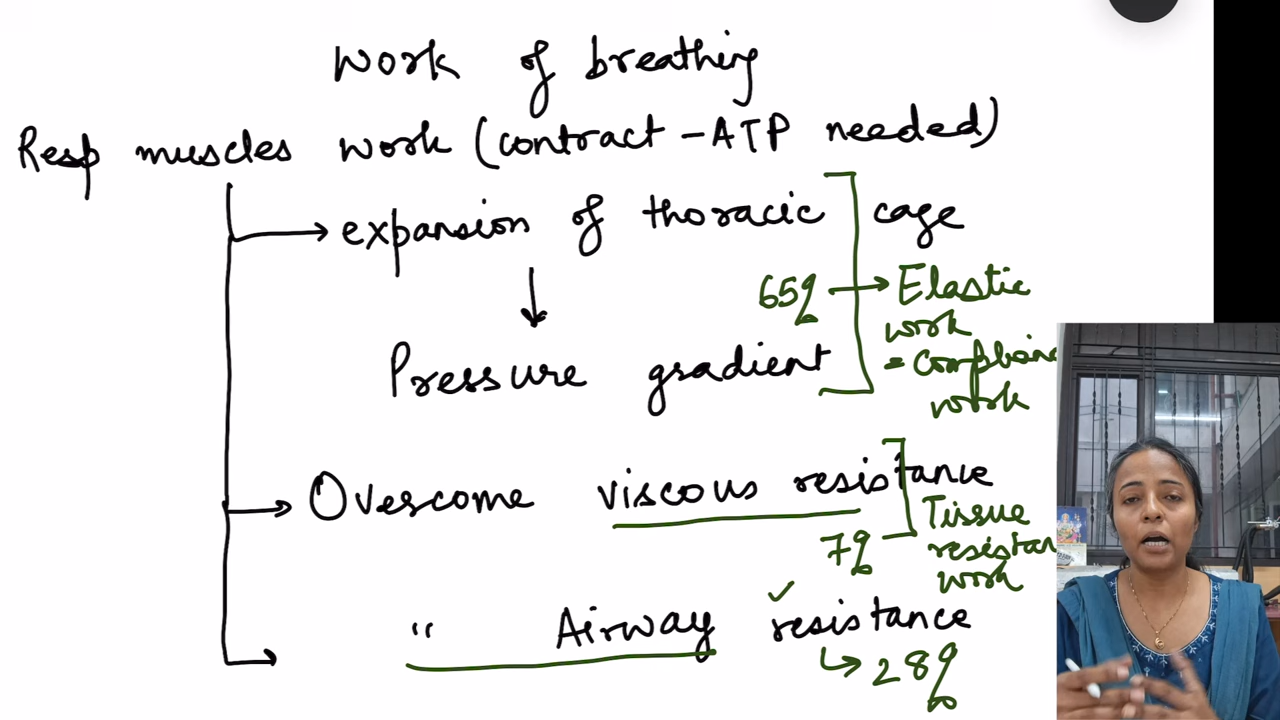 Work of breathing
Resp muscles work (contract - ATP needed)
expansion of thoracic cage
65% → Elastic
work
= compliance
work
Pressure gradient
Overcome viscous resistance
7% Tissue
resistan
work
" Airway resistance
28%